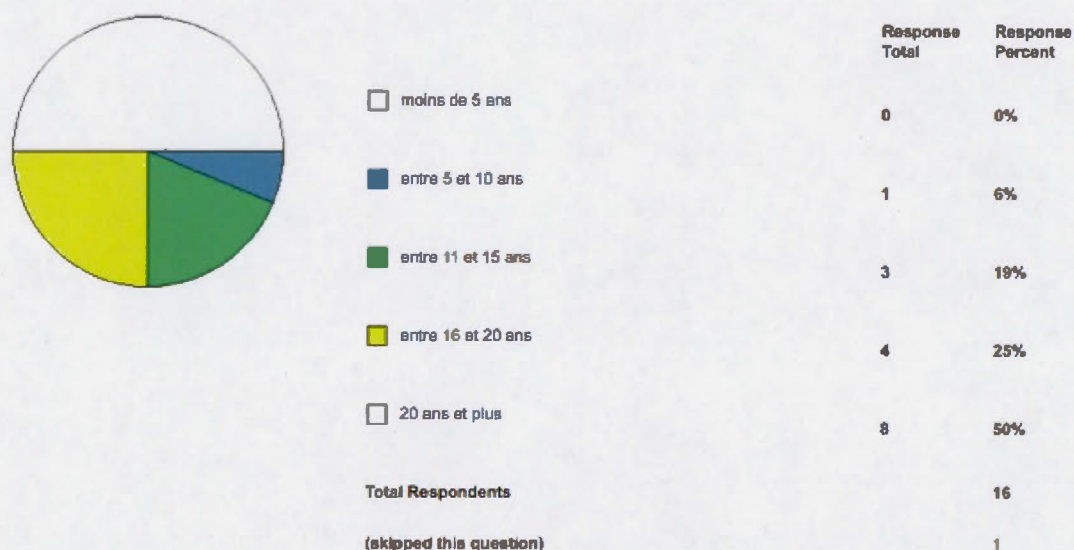 Response Total Response Percent
moins de 5 ans 0 0%
entre 5 et 10 ans 1 6%
entre 11 et 15 ans 3 19%
entre 16 et 20 ans 4 25%
20 ans et plus 8 50%
Total Respondents 16
(skipped this question) 1